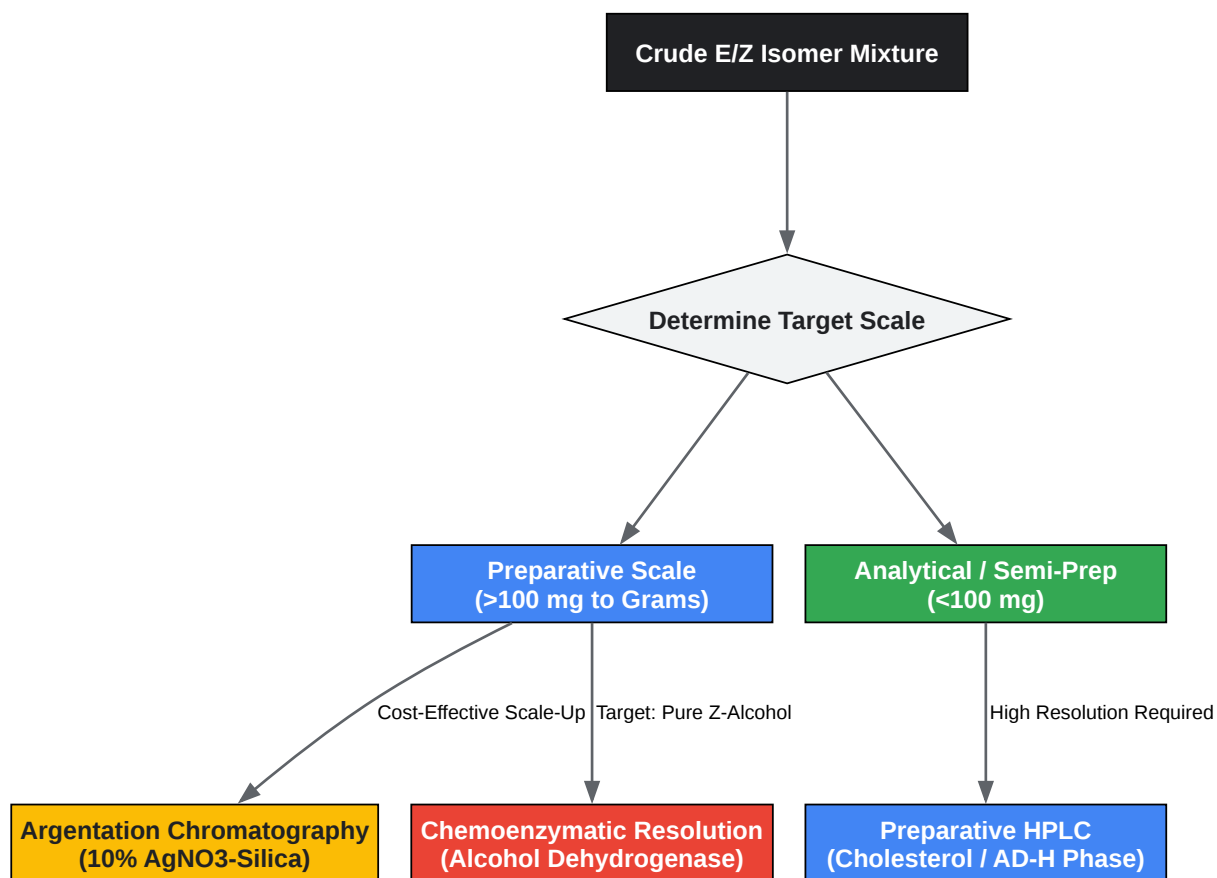 Crude E/Z Isomer Mixture
Determine Target Scale
Preparative Scale
(>100 mg to Grams)
Analytical / Semi-Prep
(<100 mg)
Cost-Effective Scale-Up
Target: Pure Z-Alcohol
High Resolution Required
Argentation Chromatography
(10% AgNO3-Silica)
Chemoenzymatic Resolution
(Alcohol Dehydrogenase)
Preparative HPLC
(Cholesterol / AD-H Phase)